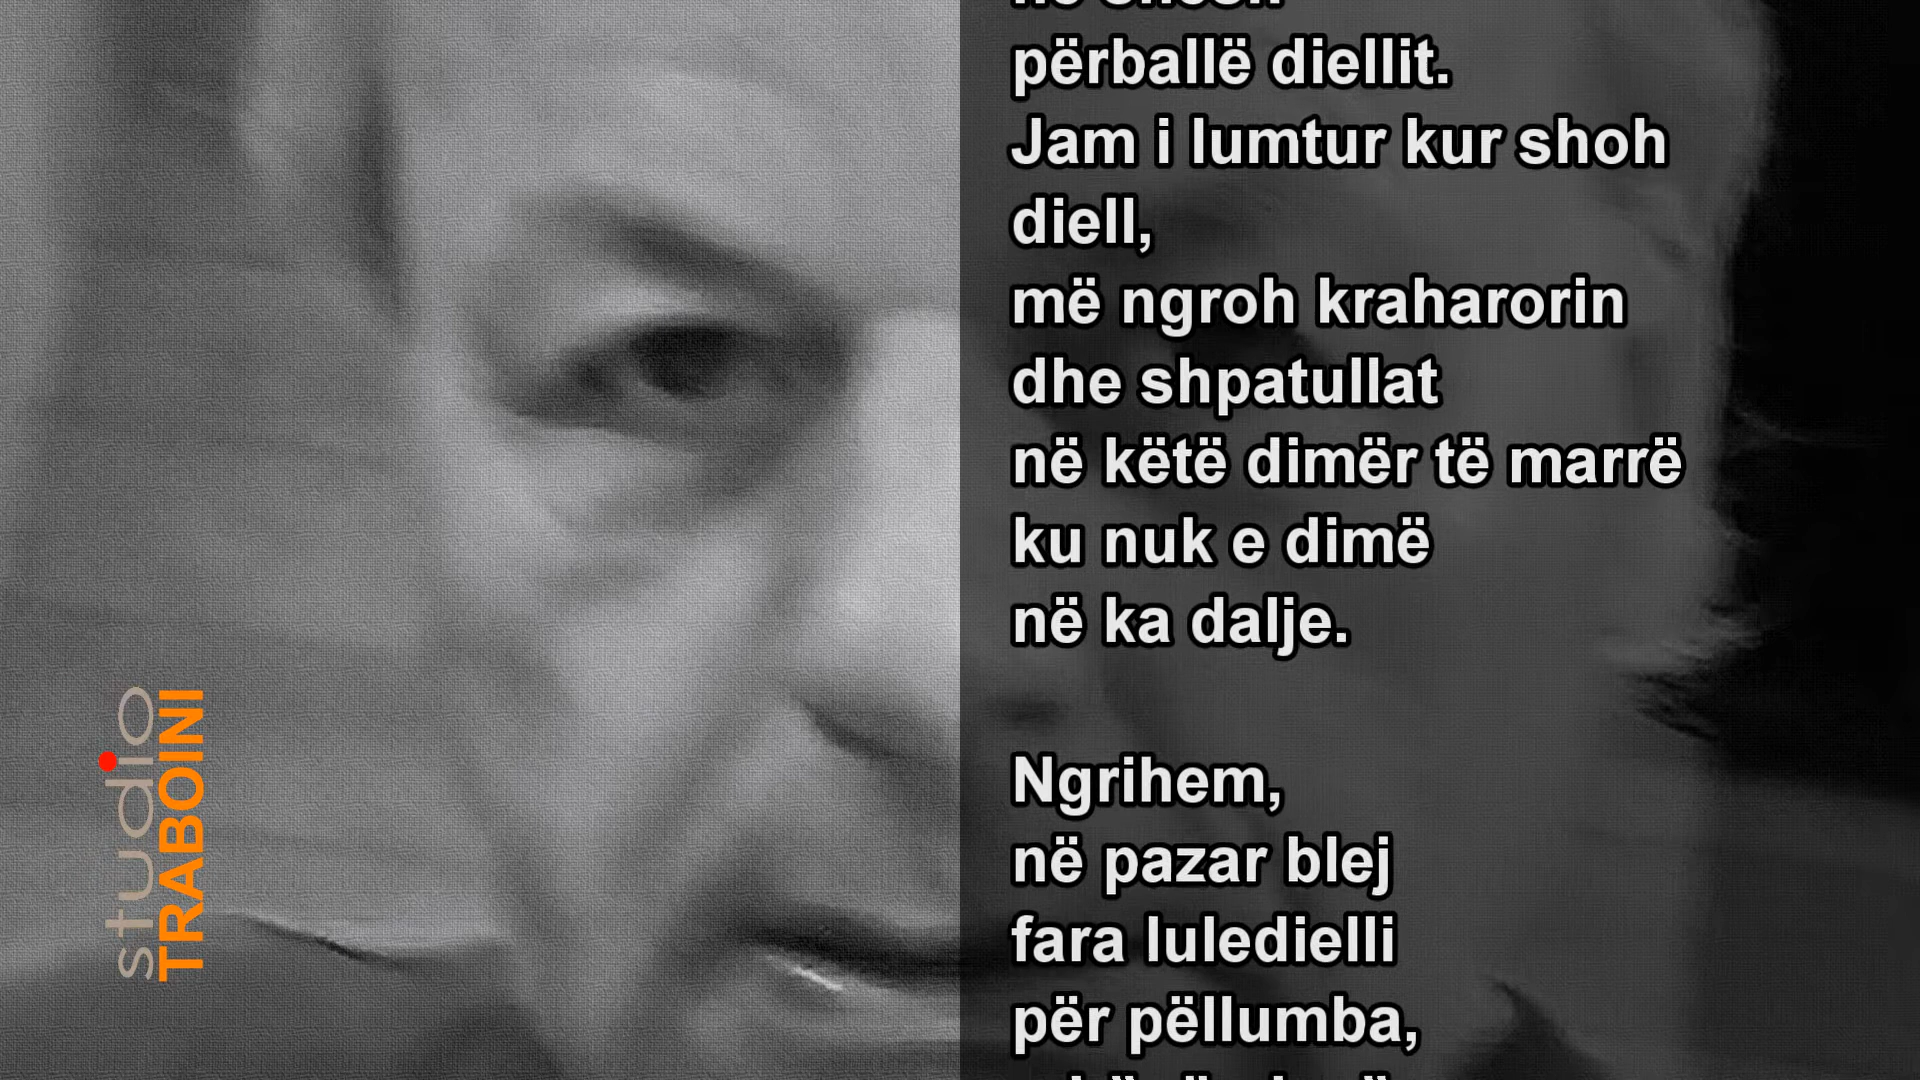 përballë diellit.
Jam i lumtur kur shoh
diell,
më ngroh kraharorin
dhe shpatullat
në këtë dimër të marrë
ku nuk e dimë
në ka dalje.
Ngrihem,
në pazar blej
fara luledielli
për pëllumba,
studio
TRABOINI